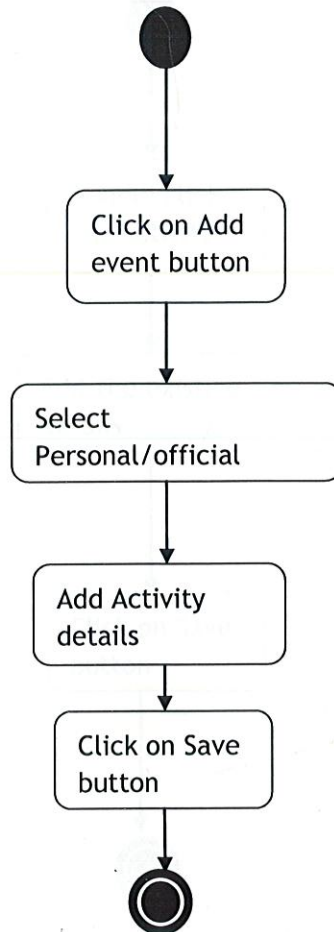 Click on Add
event button
Select
Personal/official
Add Activity
details
Click on Save
button